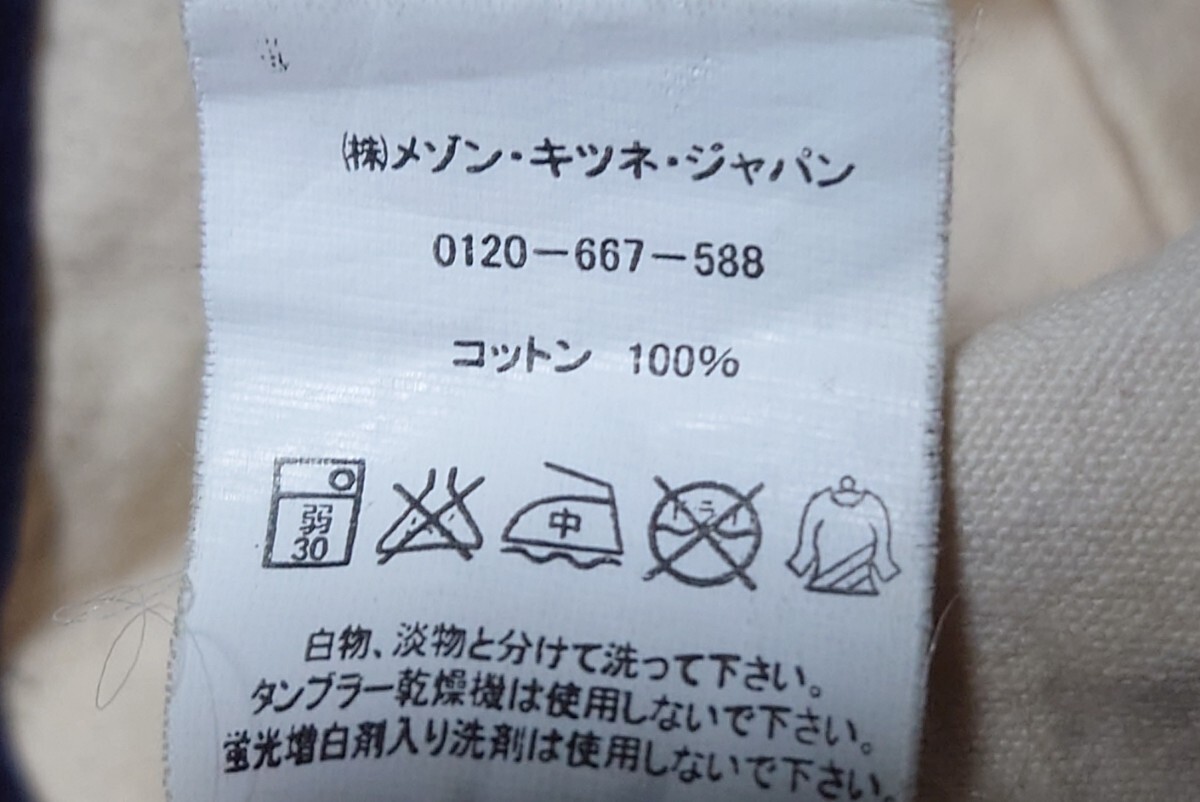 ㈱メゾン・キツネ・ジャパン
0120-667-588
コットン 100%
弱
30
中
ドライ
白物、淡物と分けて洗って下さい。
タンブラー乾燥機は使用しないで下さい。
蛍光増白剤入り洗剤は使用しないで下さい。